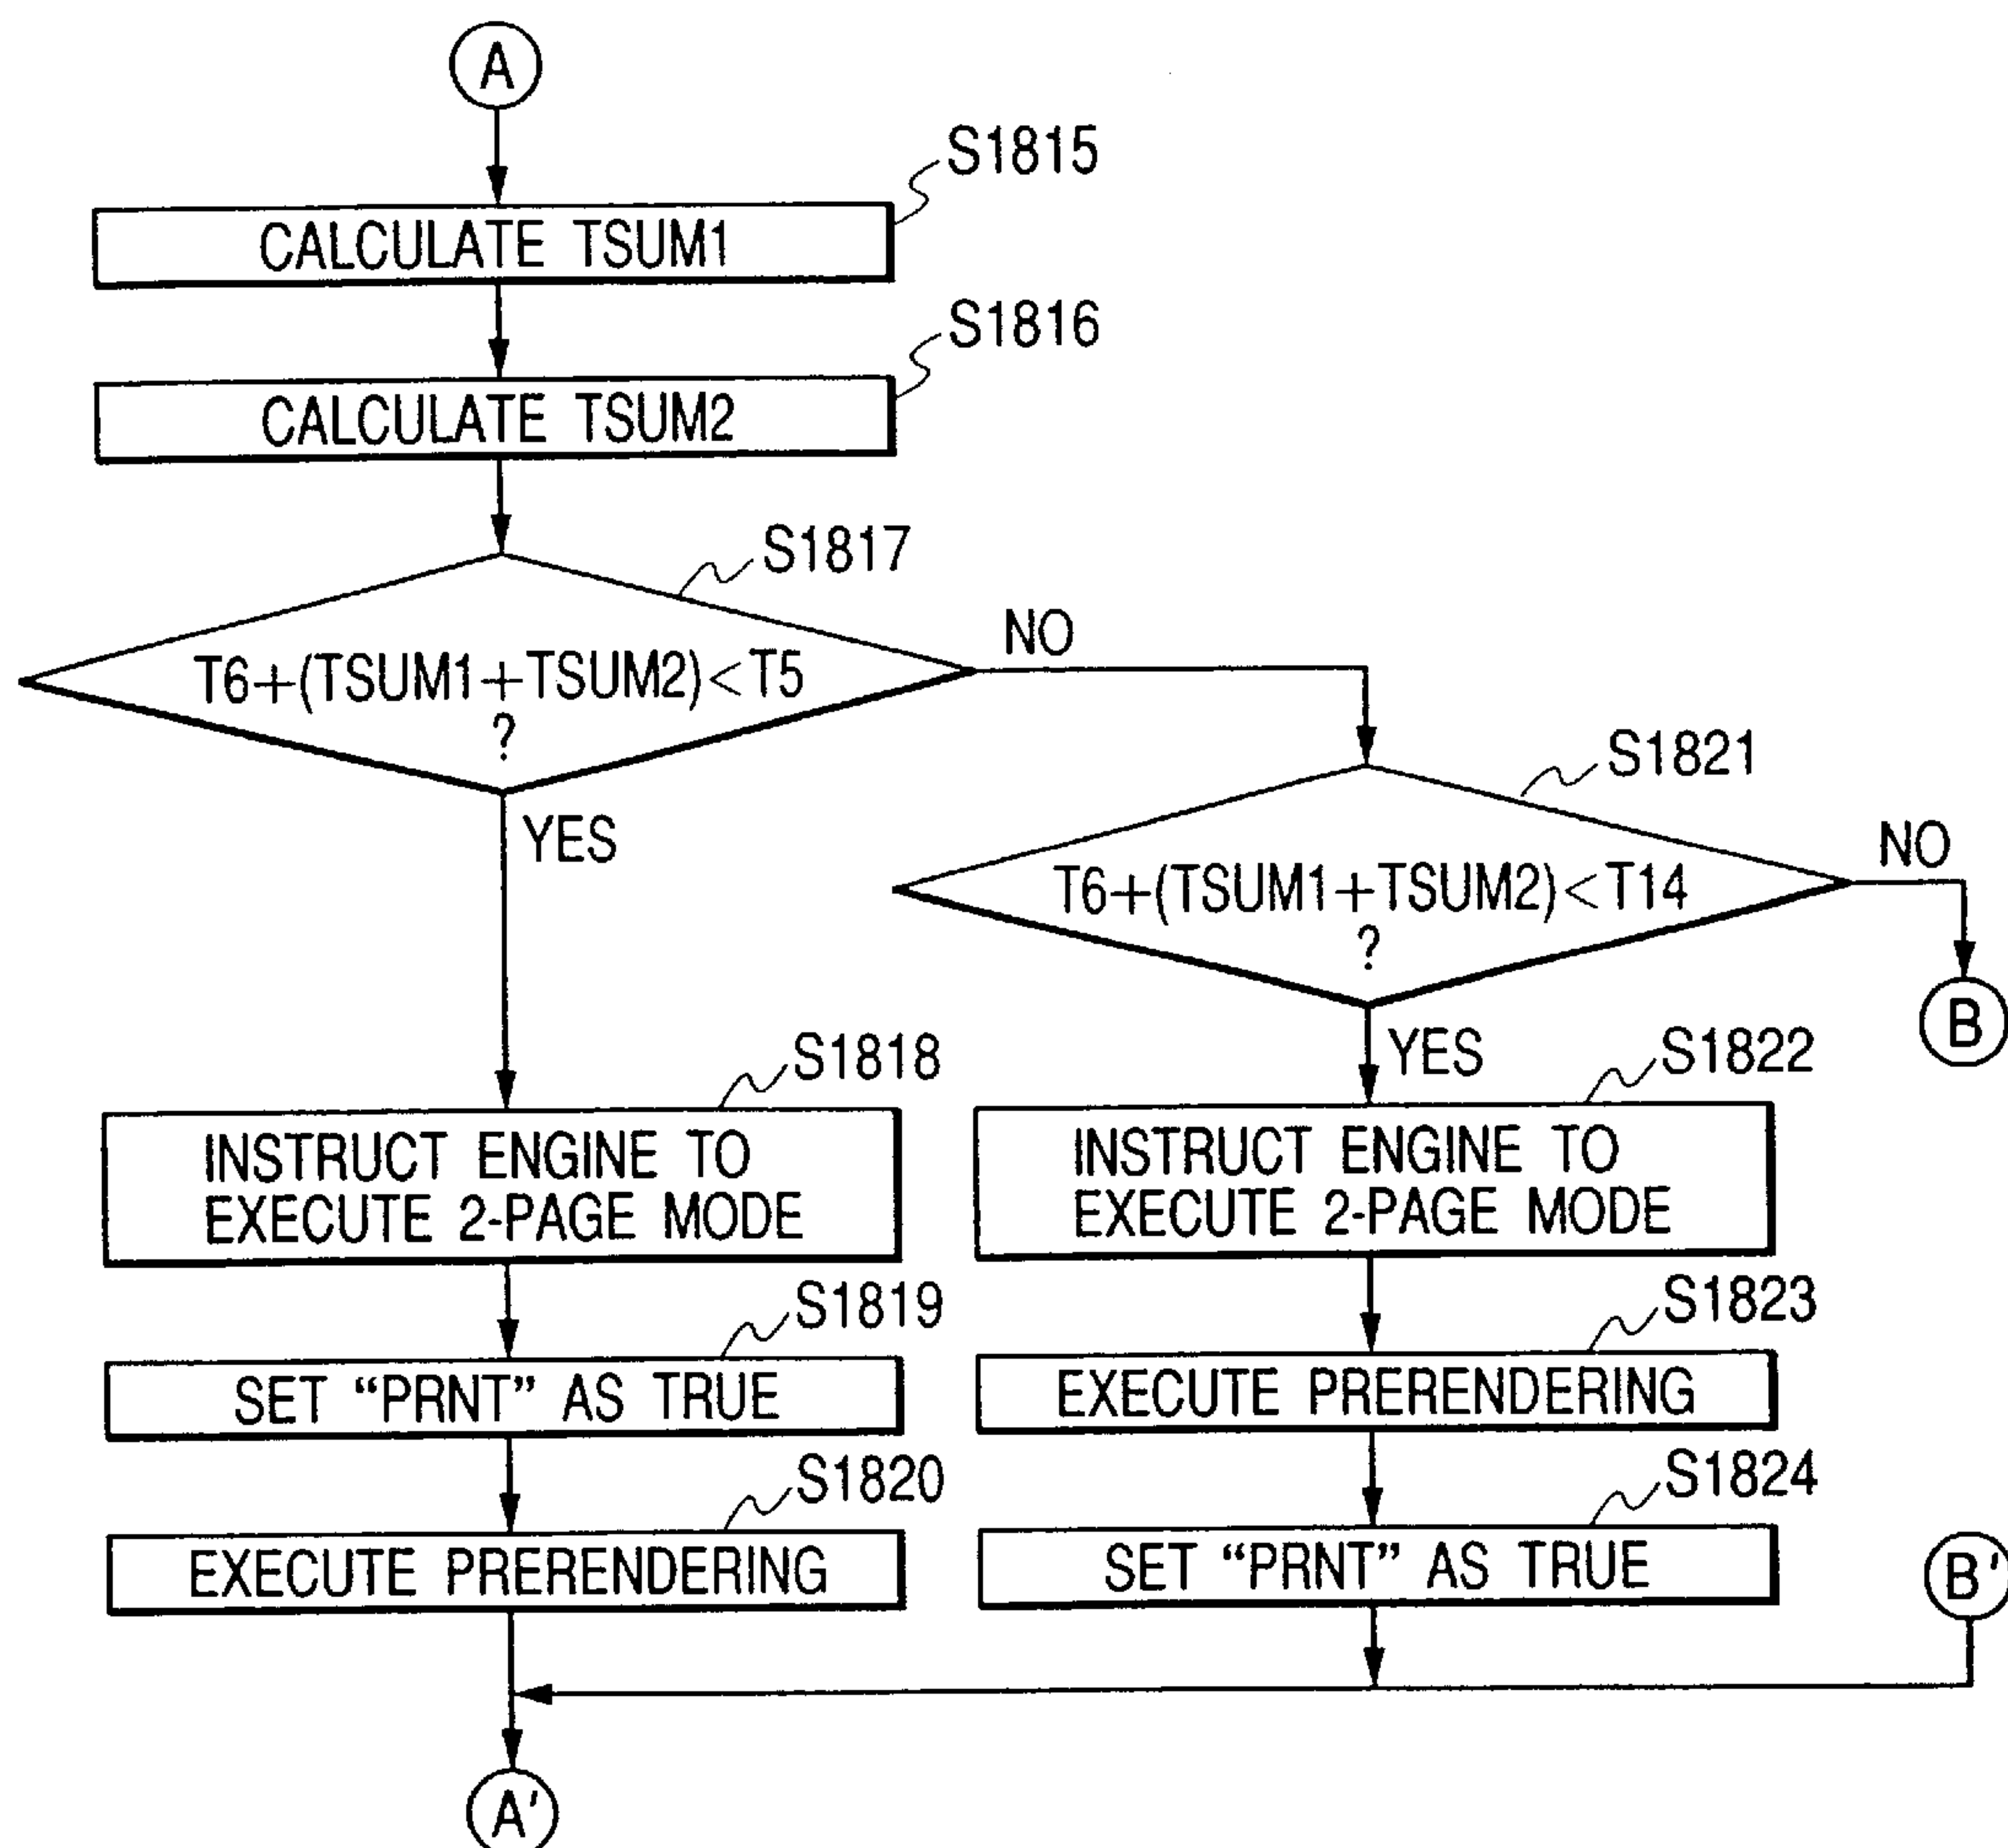 A
S1815
CALCULATE TSUM1
S1816
CALCULATE TSUM2
S1817
T6+(TSUM1+TSUM2)<T5
?
NO
YES
S1821
T6+(TSUM1+TSUM2)<T14
?
NO
B
YES
S1818
INSTRUCT ENGINE TO
EXECUTE 2-PAGE MODE
S1822
INSTRUCT ENGINE TO
EXECUTE 2-PAGE MODE
S1819
SET “PRNT” AS TRUE
S1823
EXECUTE PRERENDERING
S1820
EXECUTE PRERENDERING
S1824
SET “PRNT” AS TRUE
B'
A'